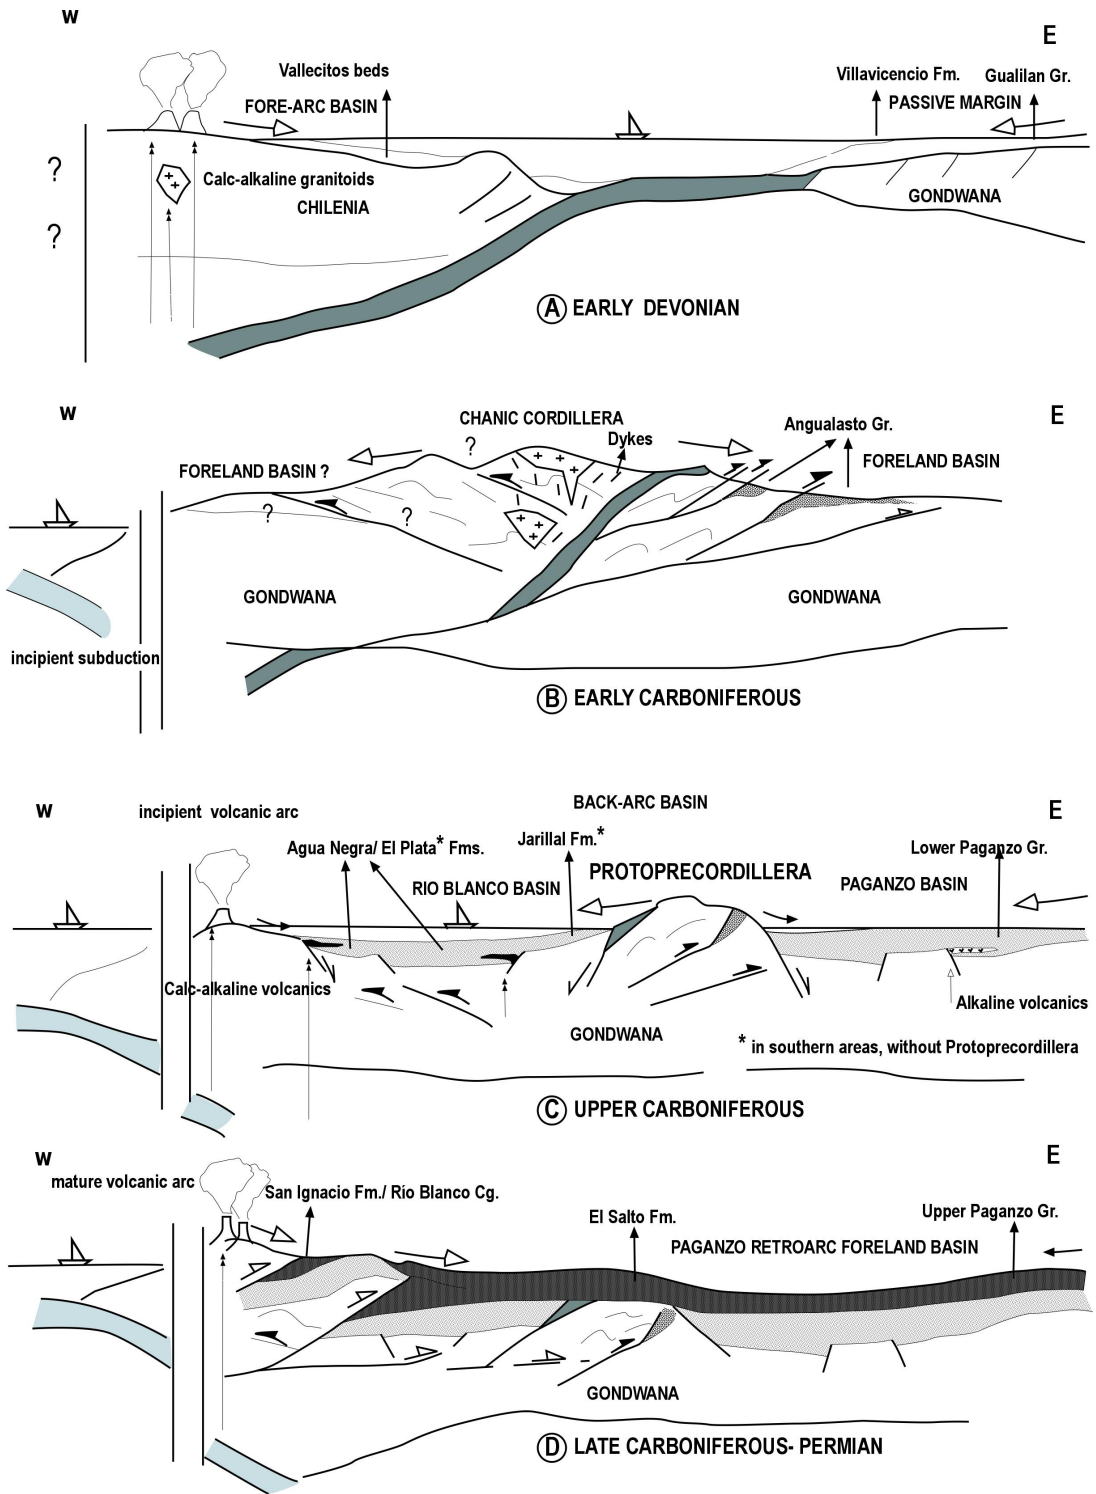 W
E
Vallecitos beds
FORE-ARC BASIN
Villavicencio Fm.
Gualilan Gr.
PASSIVE MARGIN
?
?
Calc-alkaline granitoids
CHILENIA
GONDWANA
A EARLY DEVONIAN
W
E
CHANIC CORDILLERA
?
Dykes
Angualasto Gr.
FORELAND BASIN ?
FORELAND BASIN
?
?
GONDWANA
GONDWANA
incipient subduction
B EARLY CARBONIFEROUS
W
E
incipient volcanic arc
BACK-ARC BASIN
Agua Negra/ El Plata* Fms.
Jarillal Fm.*
Lower Paganzo Gr.
RIO BLANCO BASIN
PROTOPRECORDILLERA
PAGANZO BASIN
Calc-alkaline volcanics
Alkaline volcanics
GONDWANA
* in southern areas, without Protoprecordillera
C UPPER CARBONIFEROUS
W
E
mature volcanic arc
San Ignacio Fm./ Río Blanco Cg.
El Salto Fm.
Upper Paganzo Gr.
PAGANZO RETROARC FORELAND BASIN
GONDWANA
D LATE CARBONIFEROUS- PERMIAN